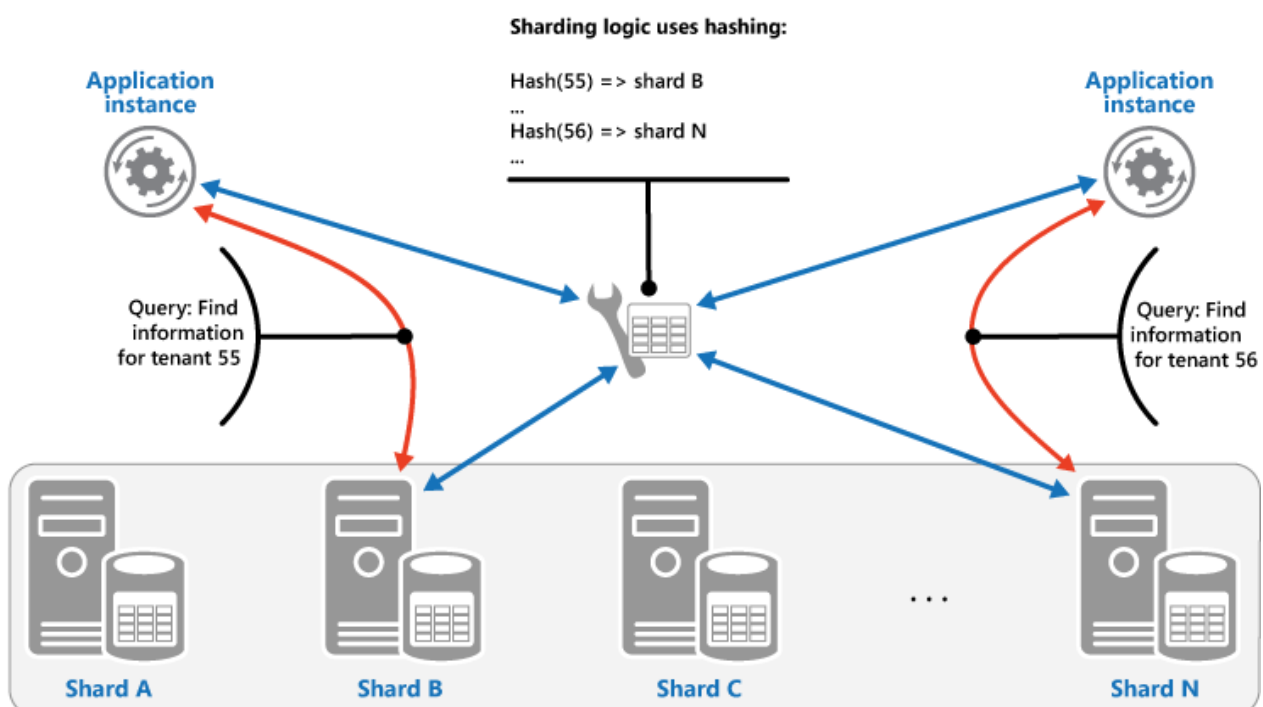 Sharding logic uses hashing:
Hash(55) => shard B
...
Hash(56) => shard N
...
Application
instance
Application
instance
Query: Find
information
for tenant 55
Query: Find
information
for tenant 56
...
Shard A
Shard B
Shard C
Shard N